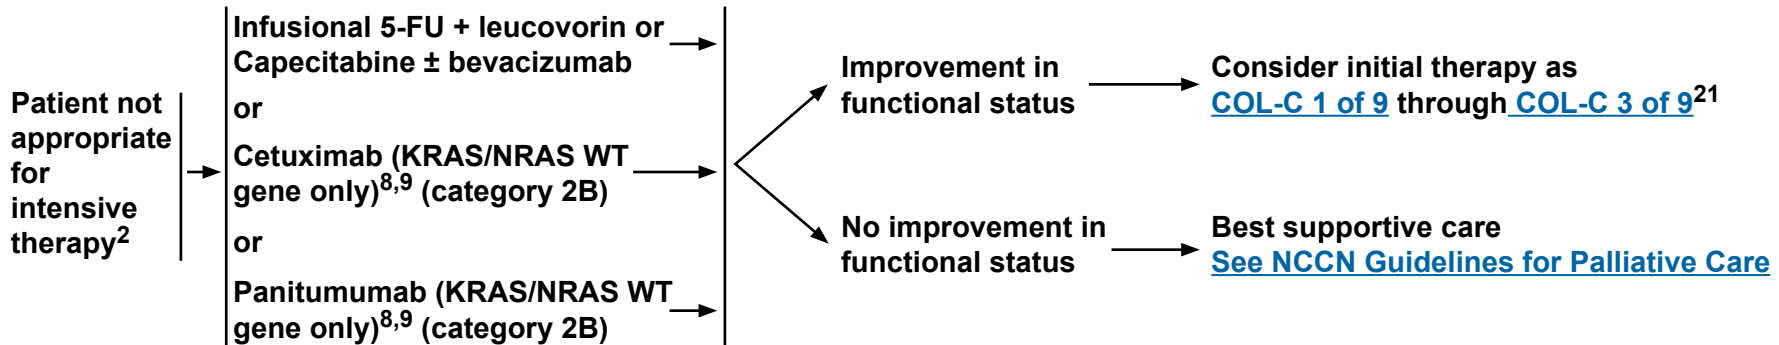 Patient not
appropriate
for
intensive
therapy2
Infusional 5-FU + leucovorin or
Capecitabine ± bevacizumab
or
Cetuximab (KRAS/NRAS WT
gene only)8,9 (category 2B)
or
Panitumumab (KRAS/NRAS WT
gene only)8,9 (category 2B)
Improvement in
functional status
Consider initial therapy as
COL-C 1 of 9 through COL-C 3 of 921
No improvement in
functional status
Best supportive care
See NCCN Guidelines for Palliative Care